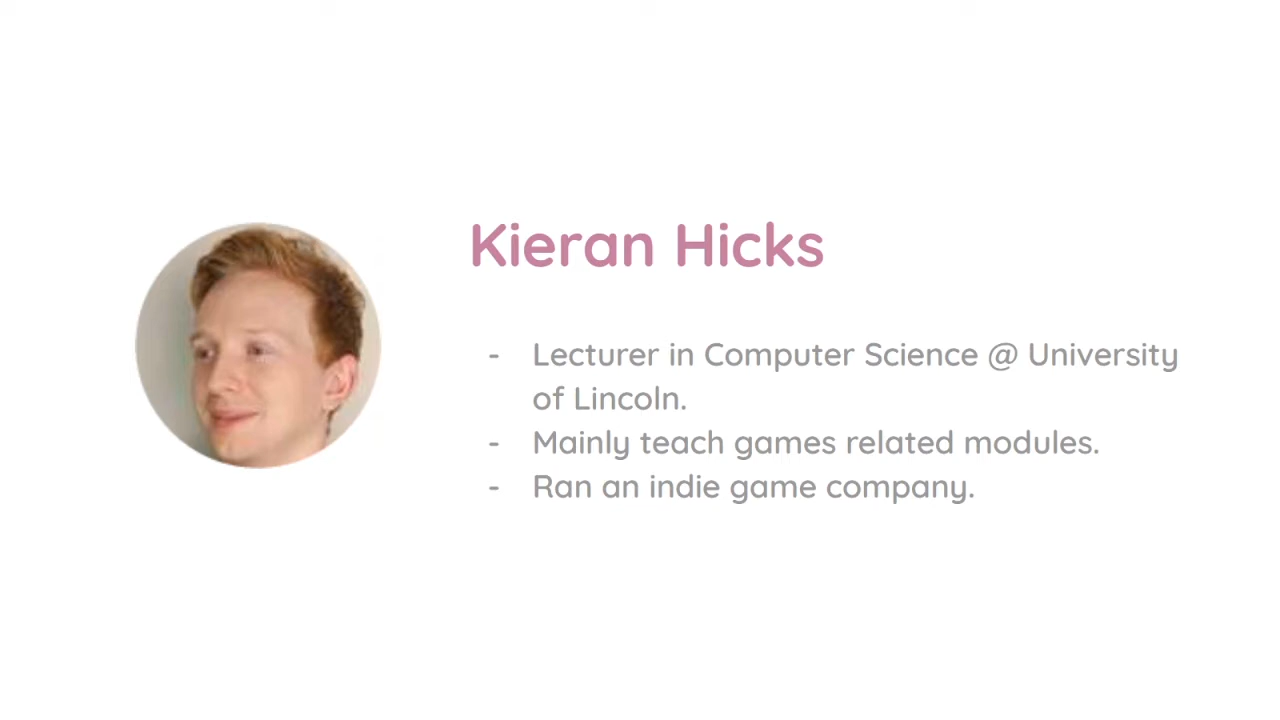 Kieran Hicks
- Lecturer in Computer Science @ University
of Lincoln.
- Mainly teach games related modules.
- Ran an indie game company.